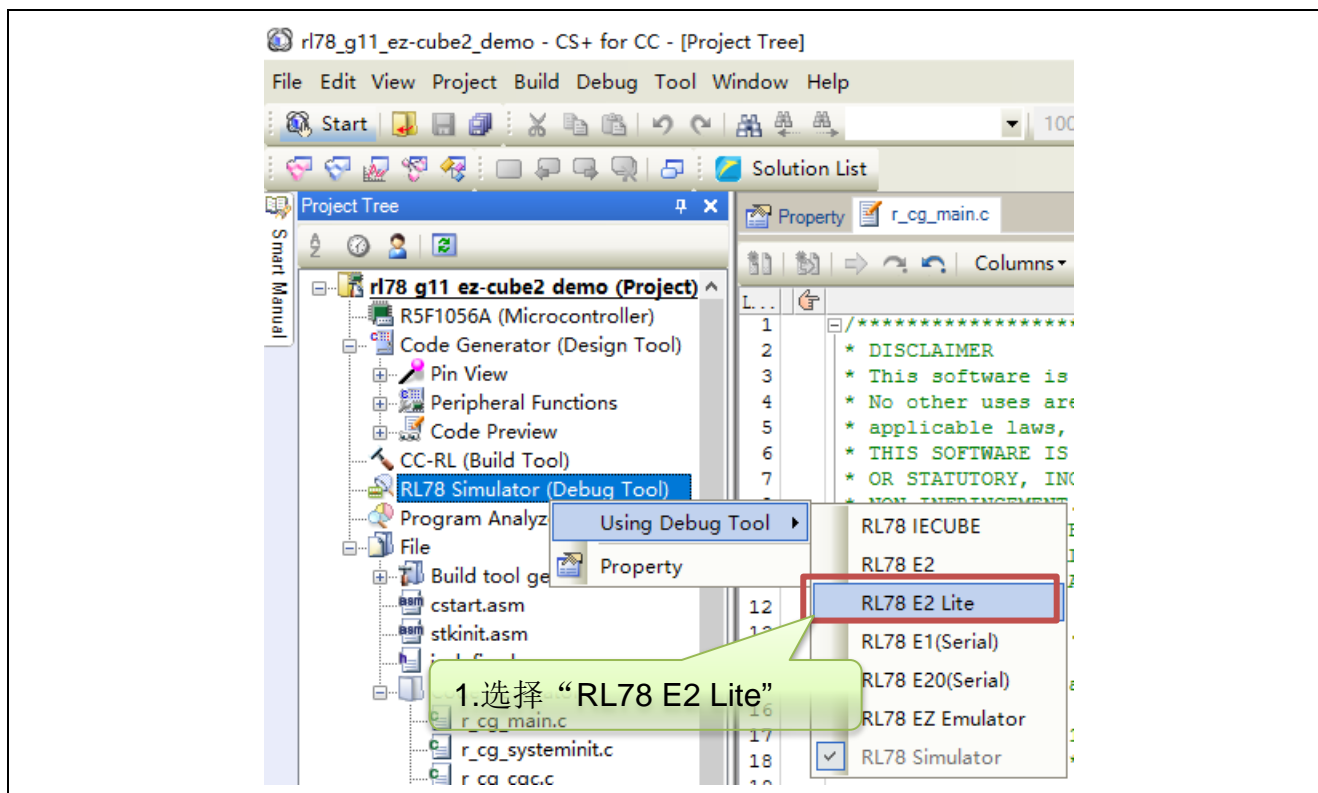 rl78_g11_ez-cube2_demo - CS+ for CC - [Project Tree]
File Edit View Project Build Debug Tool Window Help
Start
100
Solution List
Smart Manual
Project Tree
rl78 g11 ez-cube2 demo (Project)
R5F1056A (Microcontroller)
Code Generator (Design Tool)
Pin View
Peripheral Functions
Code Preview
CC-RL (Build Tool)
RL78 Simulator (Debug Tool)
Program Analyz
File
Build tool ge
cstart.asm
stkinit.asm
r_cg_main.c
r_cg_systeminit.c
r_cg_cgc.c
Using Debug Tool
Property
RL78 IECUBE
RL78 E2
RL78 E2 Lite
RL78 E1(Serial)
RL78 E20(Serial)
RL78 EZ Emulator
RL78 Simulator
1.选择“RL78 E2 Lite”
Property
r_cg_main.c
Columns
L...
1 /*******************
2 * DISCLAIMER
3 * This software is
4 * No other uses are
5 * applicable laws,
6 * THIS SOFTWARE IS
7 * OR STATUTORY, INC
* NON-INFRINGEMENT.
12
16
17
18